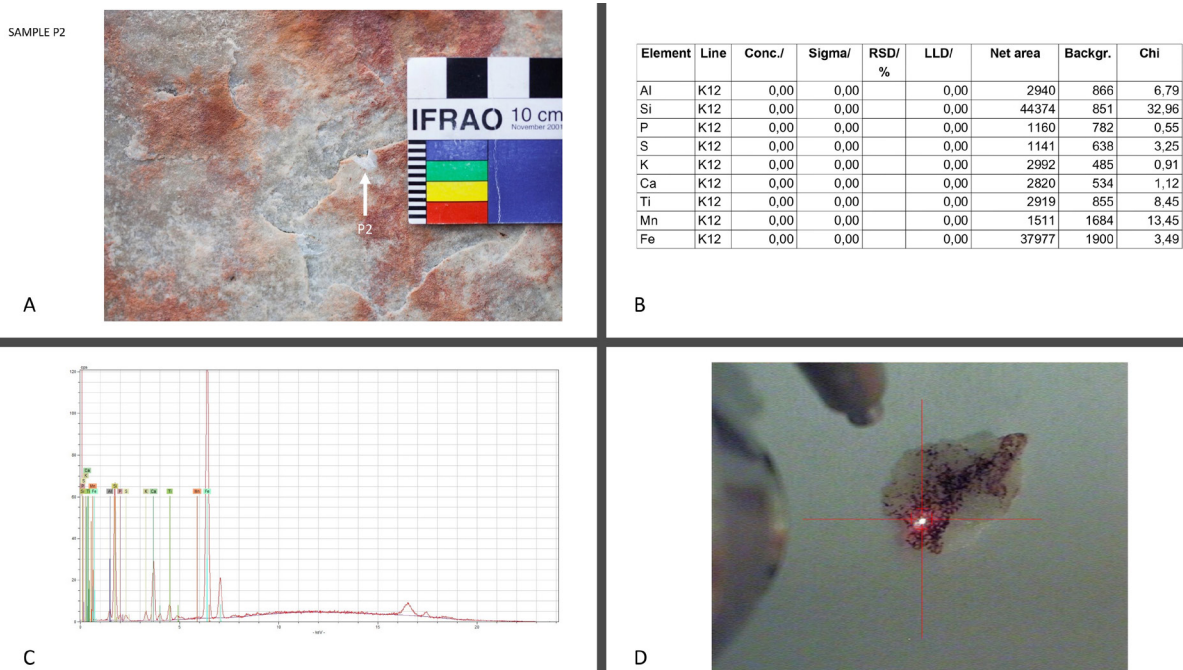 SAMPLE P2
IFRAO 10 cm
November 2001
P2
A
Element Line Conc./ Sigma/ RSD/ % LLD/ Net area Backgr. Chi
Al K12 0,00 0,00 0,00 2940 866 6,79
Si K12 0,00 0,00 0,00 44374 851 32,96
P K12 0,00 0,00 0,00 1160 782 0,55
S K12 0,00 0,00 0,00 1141 638 3,25
K K12 0,00 0,00 0,00 2992 485 0,91
Ca K12 0,00 0,00 0,00 2820 534 1,12
Ti K12 0,00 0,00 0,00 2919 855 8,45
Mn K12 0,00 0,00 0,00 1511 1684 13,45
Fe K12 0,00 0,00 0,00 37977 1900 3,49
B
C
D